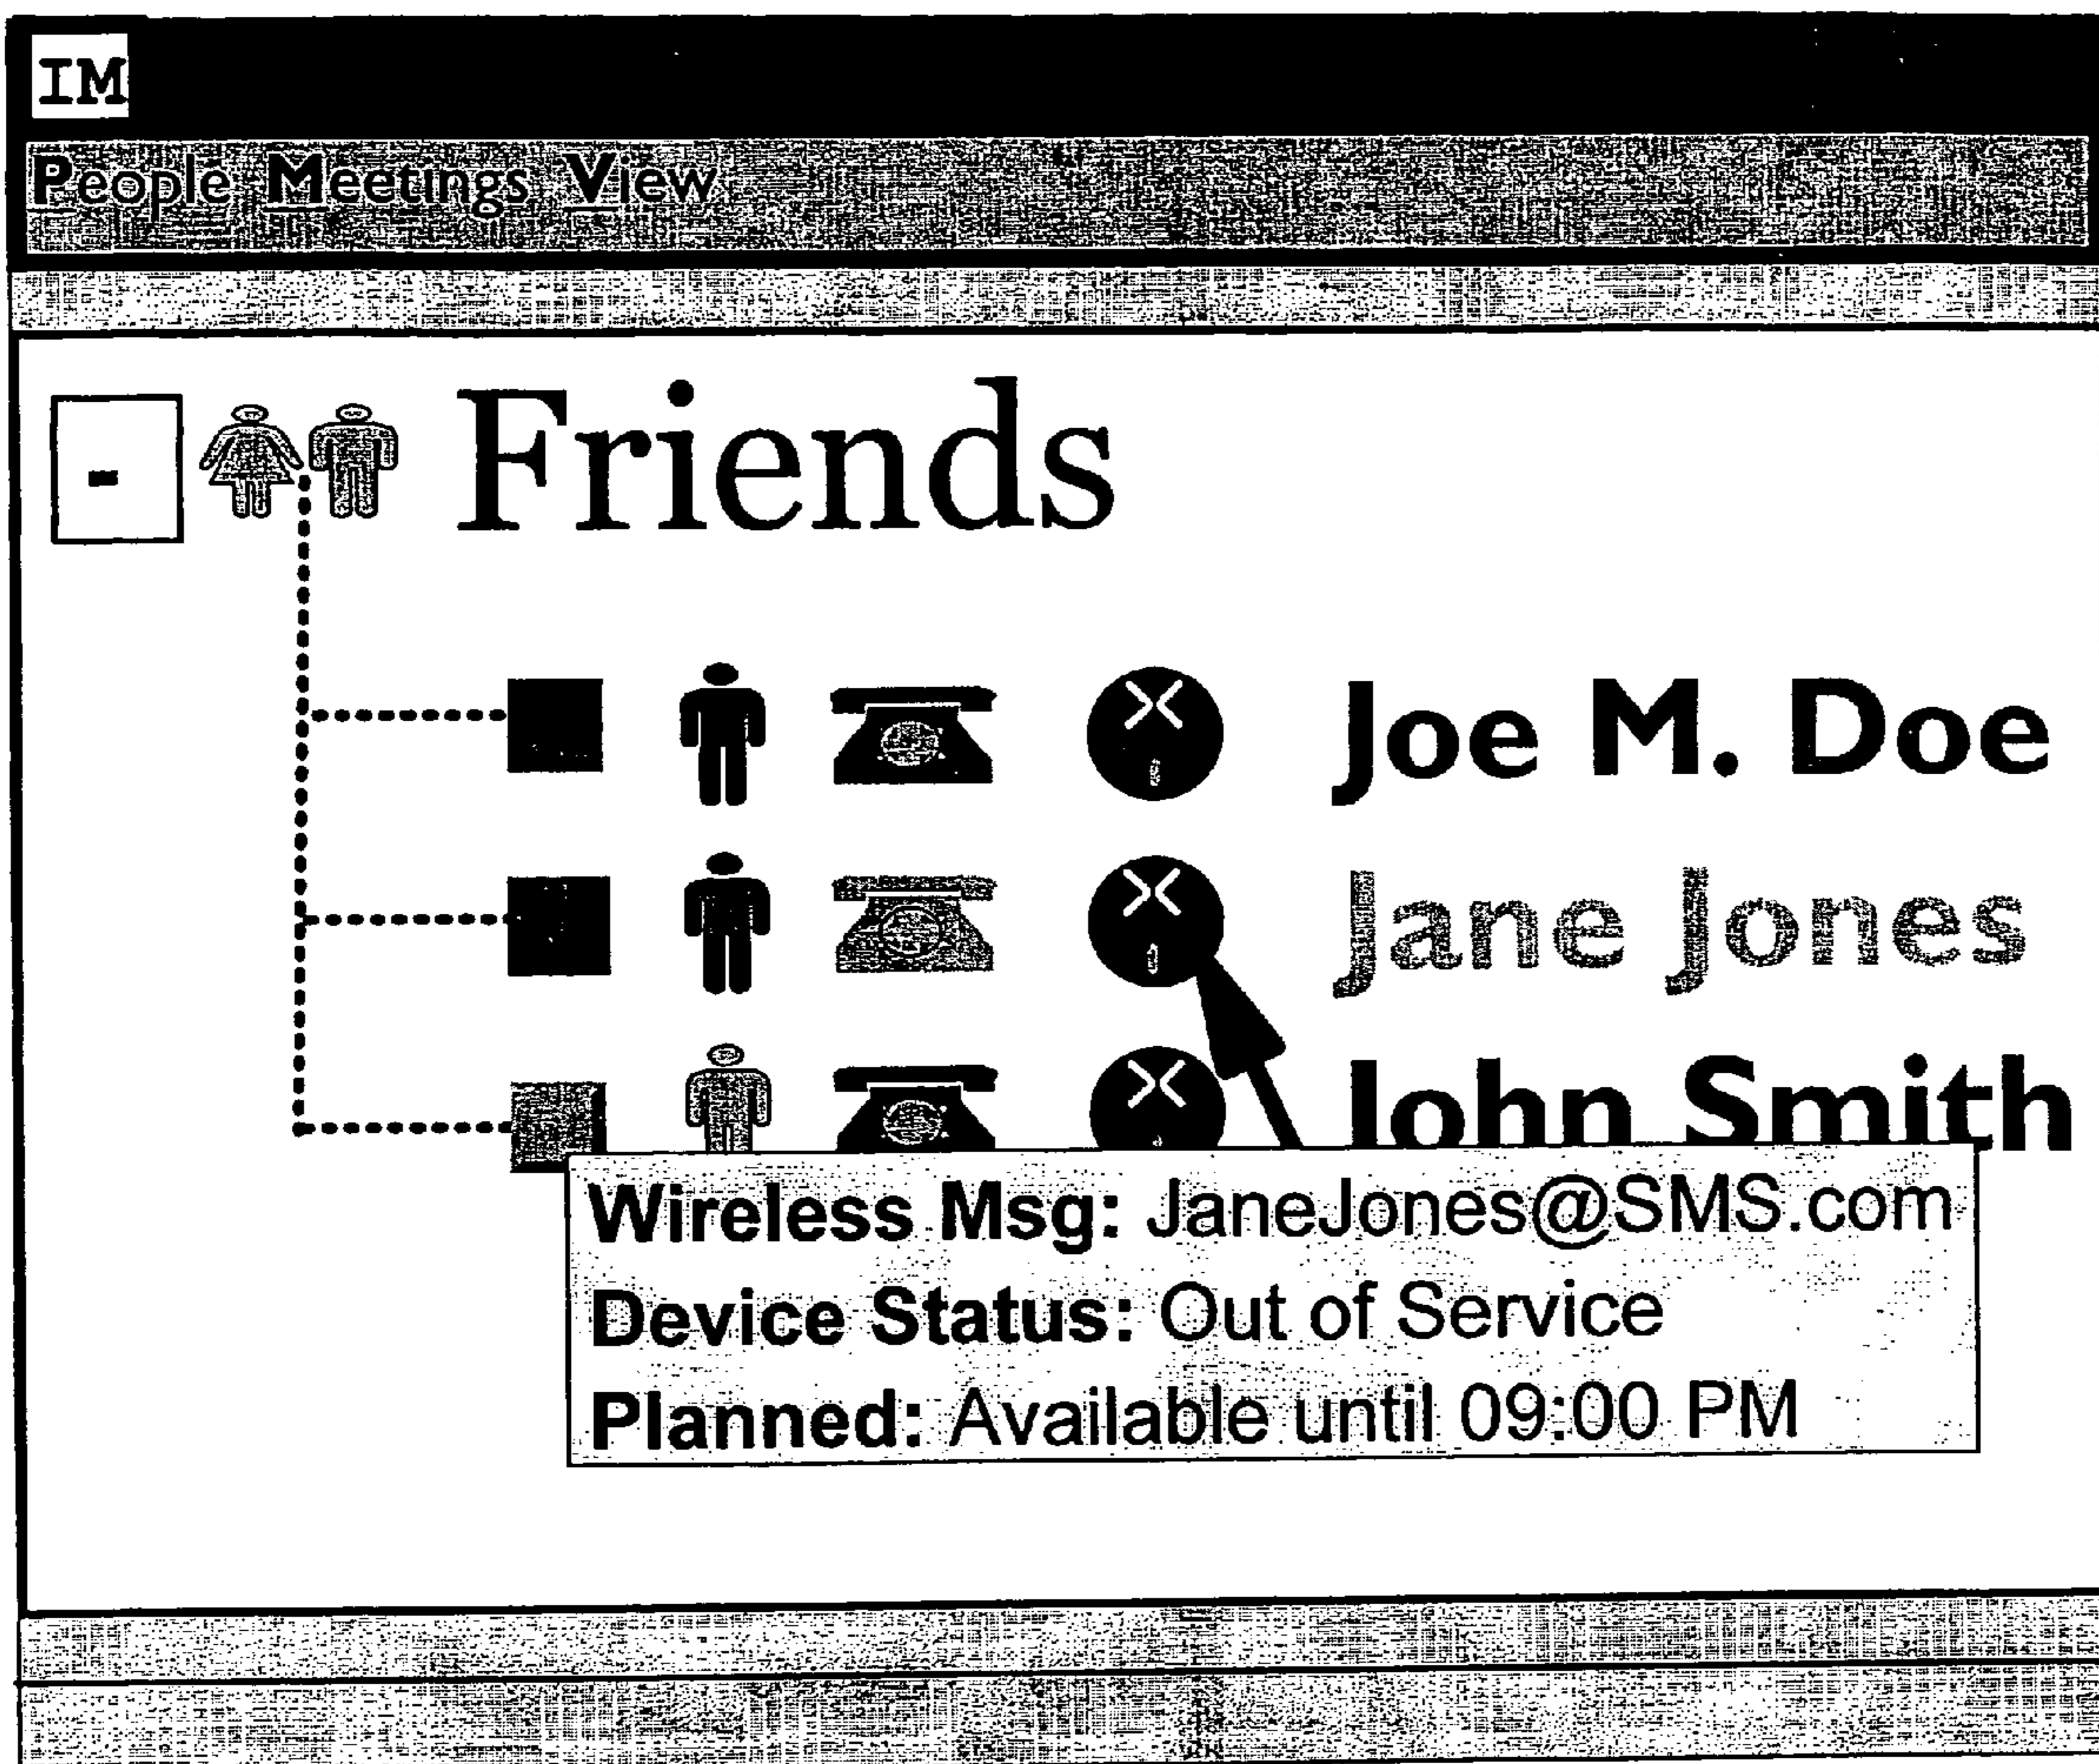 IM
People Meetings View
Friends
Joe M. Doe
Jane Jones
John Smith
Wireless Msg: JaneJones@SMS.com
Device Status: Out of Service
Planned: Available until 09:00 PM